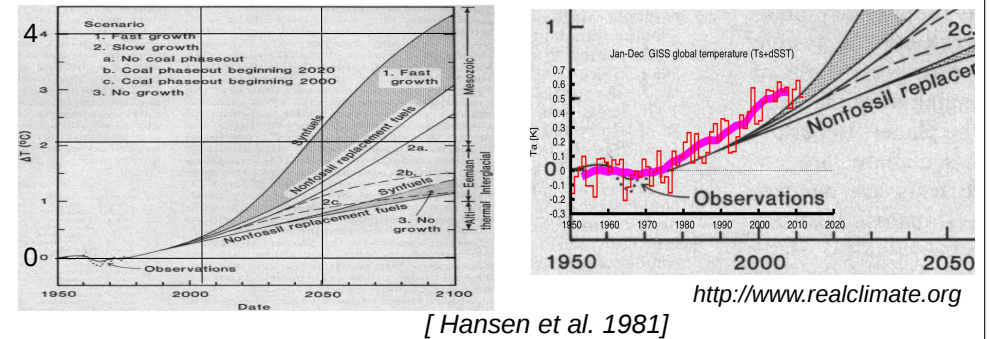 4
3
2
1
0°
ΔT (°C)
Scenario
1. Fast growth
2. Slow growth
a. No coal phaseout
b. Coal phaseout beginning 2020
c. Coal phaseout beginning 2000
3. No growth
1. Fast
growth
Synfuels
Nonfossil replacement fuels
2a.
2b.
Synfuels
2c.
Nonfossil replacement fuels
3. No
growth
Observations
Mesozoic
Eemian
interglacial
Alti-
thermal
1950
2000
2050
2100
Date
1
0
Jan-Dec GISS global temperature (Ts+dSST)
Ta [K]
0.7
0.6
0.5
0.4
0.3
0.2
0.1
0
-0.1
-0.2
-0.3
1950 1960 1970 1980 1990 2000 2010 2020
2c.
Nonfossil replacer
Observations
1950
2000
2050
http://www.realclimate.org
[ Hansen et al. 1981]